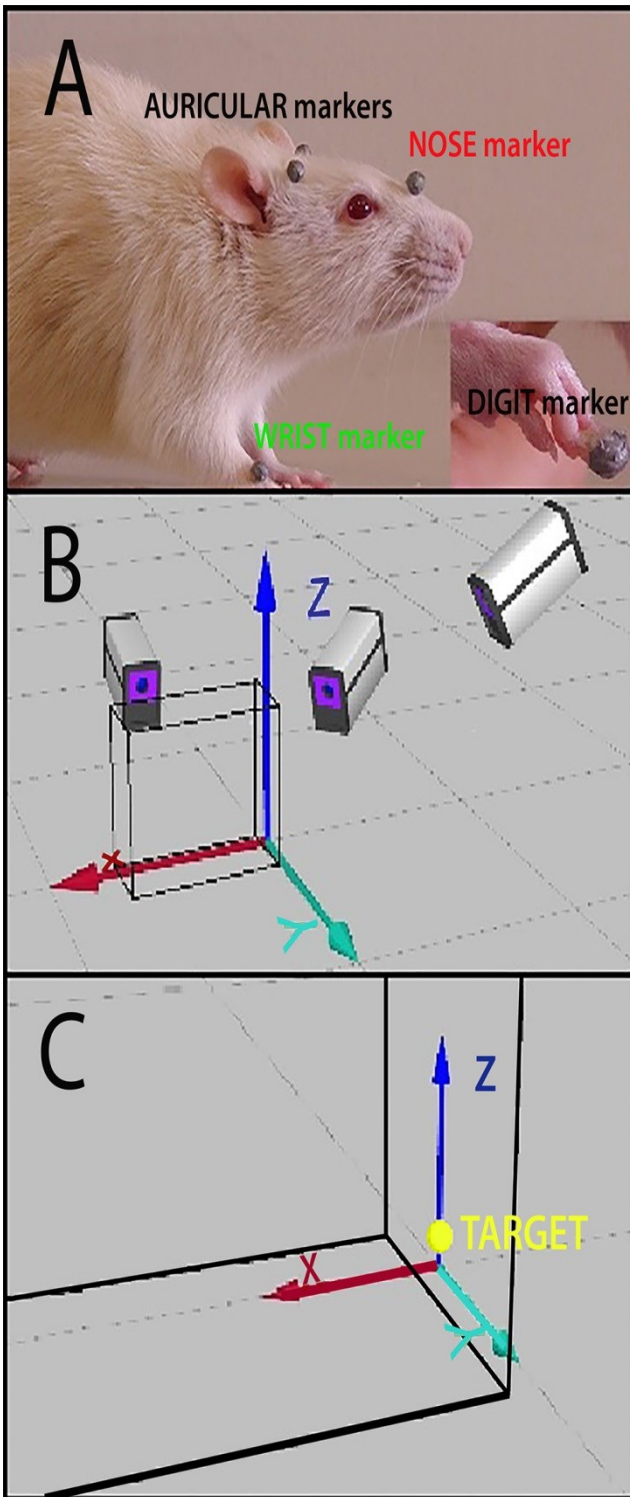 A
AURICULAR markers
NOSE marker
WRIST marker
DIGIT marker
B
Z
X
Y
C
Z
TARGET
X
Y